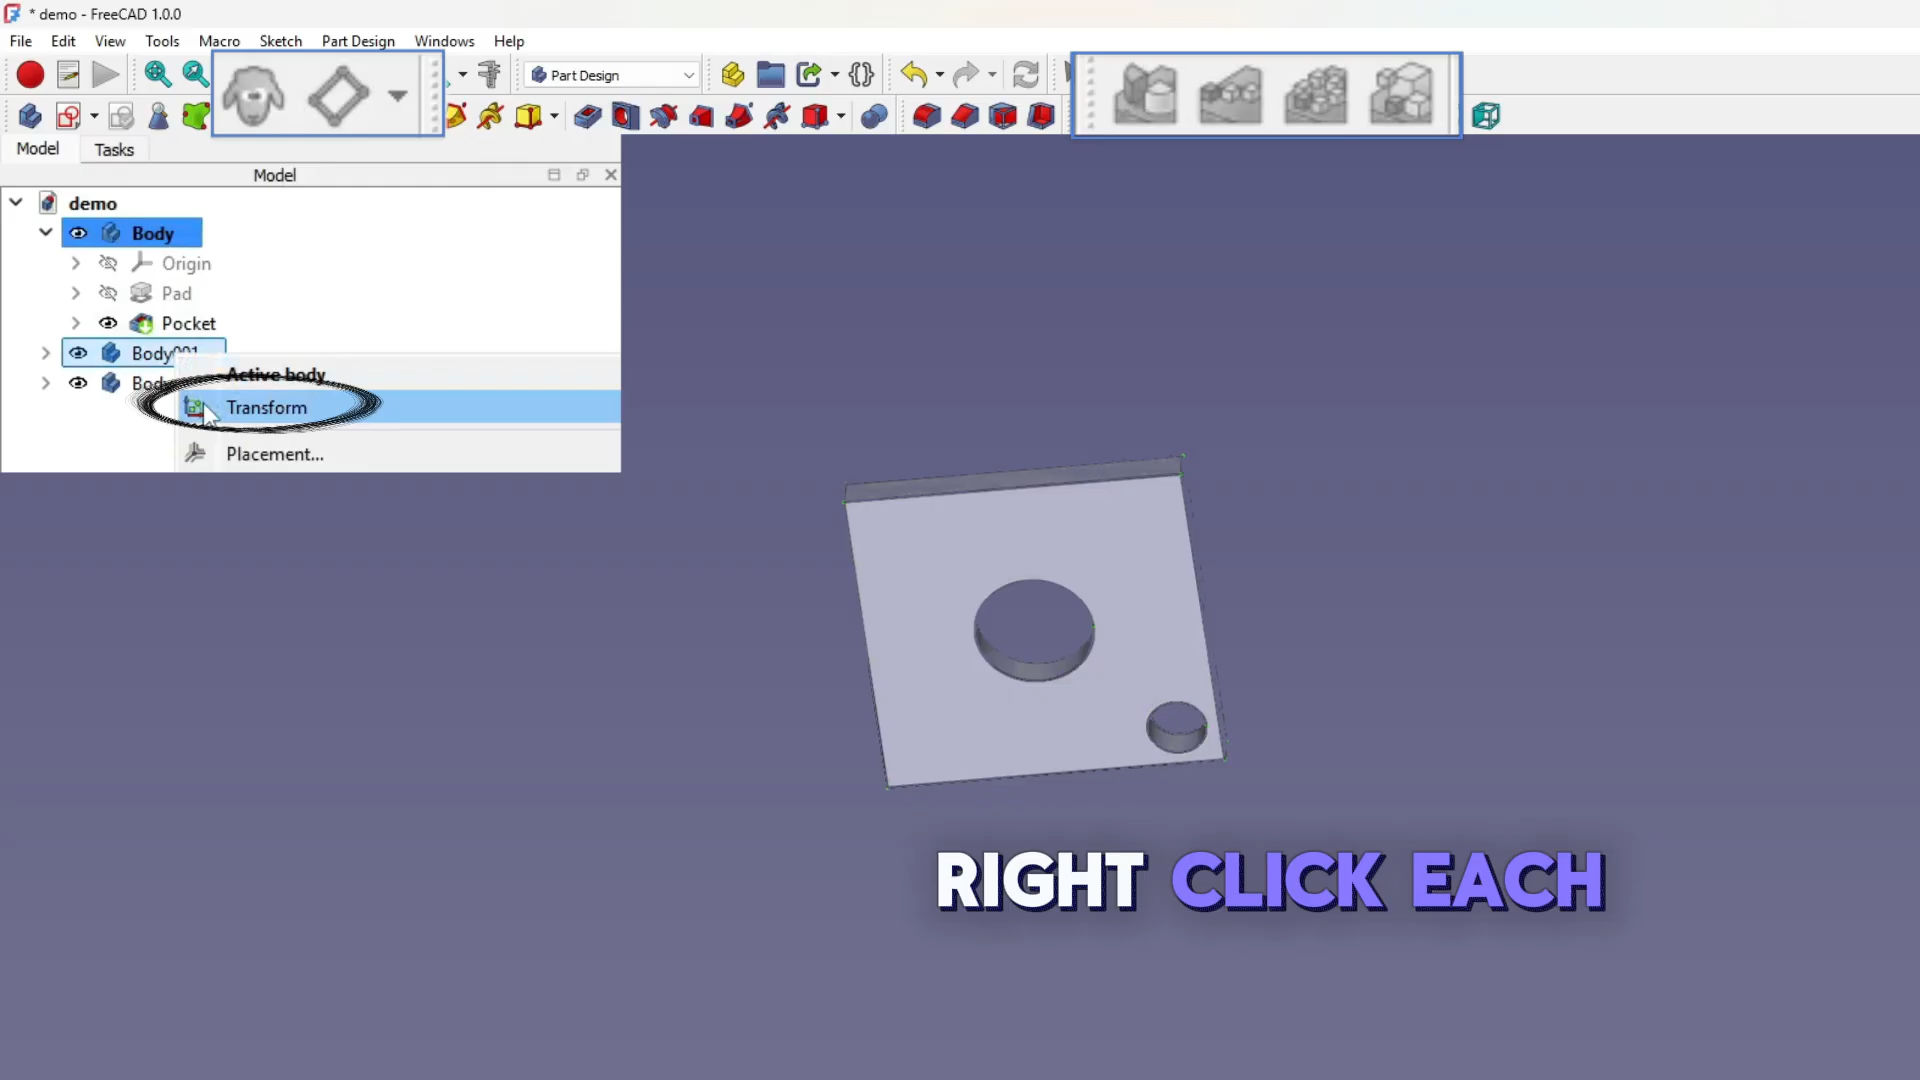 * demo - FreeCAD 1.0.0
File Edit View Tools Macro Sketch Part Design Windows Help
Part Design
Model Tasks
Model
demo
Body
Origin
Pad
Pocket
Body001
Active body
Transform
Placement...
RIGHT CLICK EACH